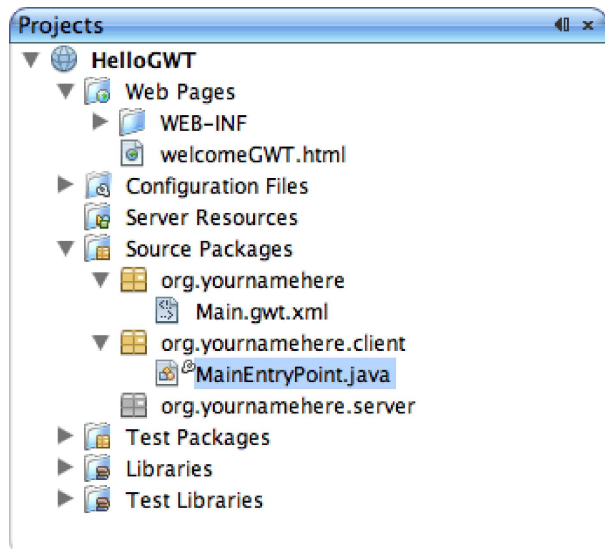 Projects
HelloGWT
Web Pages
WEB-INF
welcomeGWT.html
Configuration Files
Server Resources
Source Packages
org.yournamehere
Main.gwt.xml
org.yournamehere.client
MainEntryPoint.java
org.yournamehere.server
Test Packages
Libraries
Test Libraries